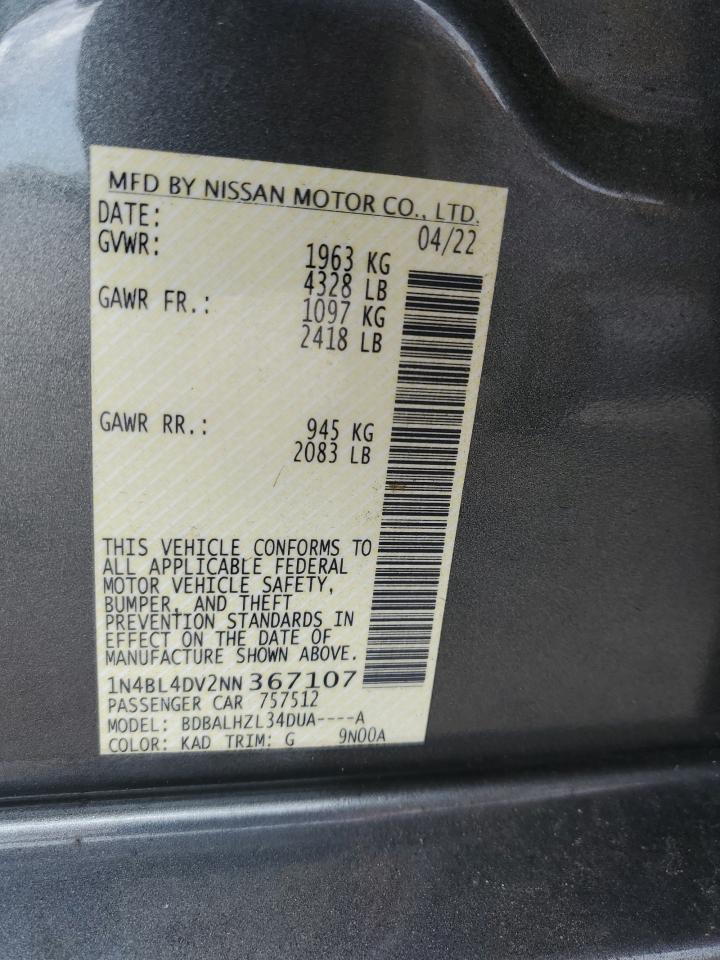 MFD BY NISSAN MOTOR CO., LTD.
DATE: 04/22
GVWR: 1963 KG
4328 LB
GAWR FR.: 1097 KG
2418 LB
GAWR RR.: 945 KG
2083 LB
THIS VEHICLE CONFORMS TO
ALL APPLICABLE FEDERAL
MOTOR VEHICLE SAFETY,
BUMPER, AND THEFT
PREVENTION STANDARDS IN
EFFECT ON THE DATE OF
MANUFACTURE SHOWN ABOVE.
1N4BL4DV2NN 367107
PASSENGER CAR 757512
MODEL: BDBALHZL34DUA----A
COLOR: KAD TRIM: G 9N00A